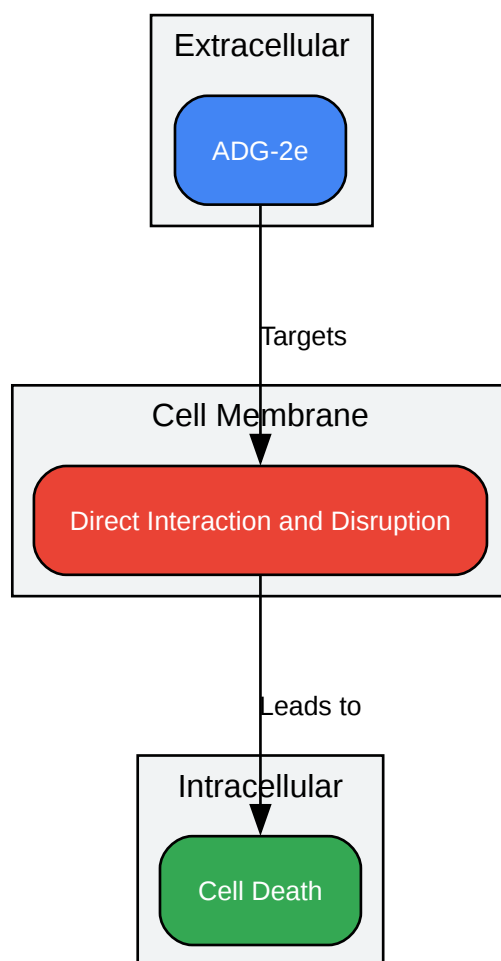 Extracellular
ADG-2e
Targets
Cell Membrane
Direct Interaction and Disruption
Leads to
Intracellular
Cell Death